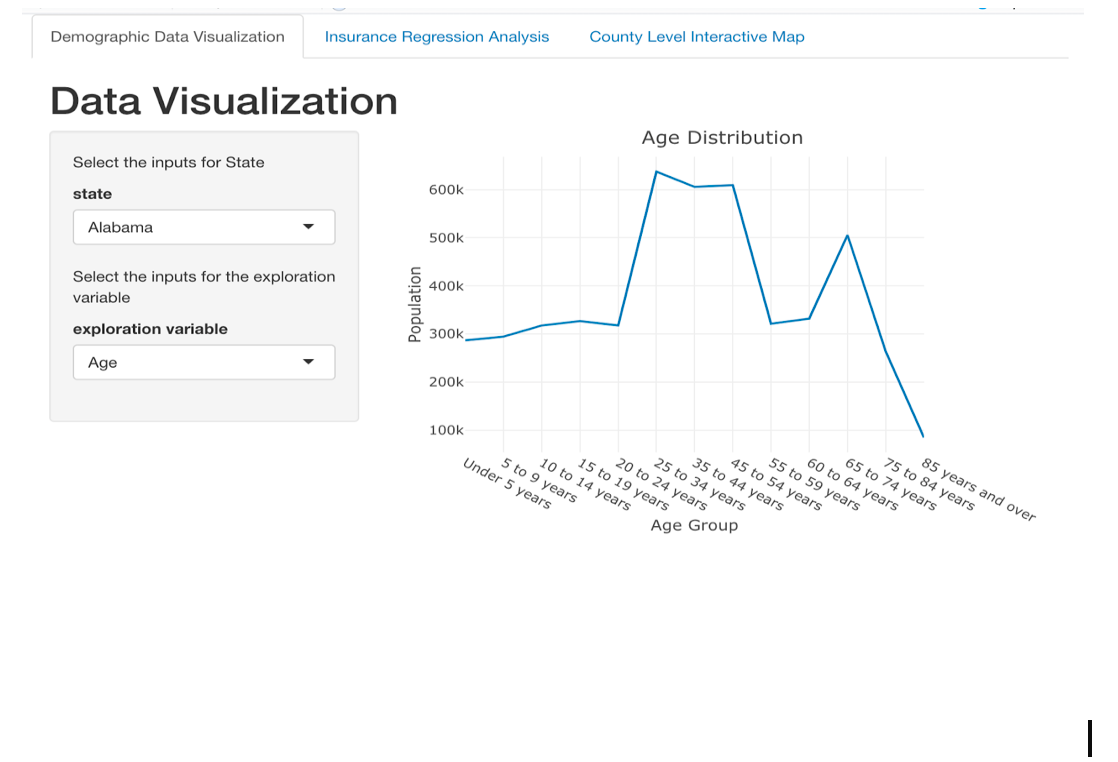 Demographic Data Visualization
Insurance Regression Analysis
County Level Interactive Map
Data Visualization
Select the inputs for State
state
Alabama
Select the inputs for the exploration
variable
exploration variable
Age
Age Distribution
600k
500k
400k
300k
200k
100k
Population
Under 5 years
5 to 9 years
10 to 14 years
15 to 19 years
20 to 24 years
25 to 34 years
35 to 44 years
45 to 54 years
55 to 59 years
60 to 64 years
65 to 74 years
75 to 84 years
85 years and over
Age Group